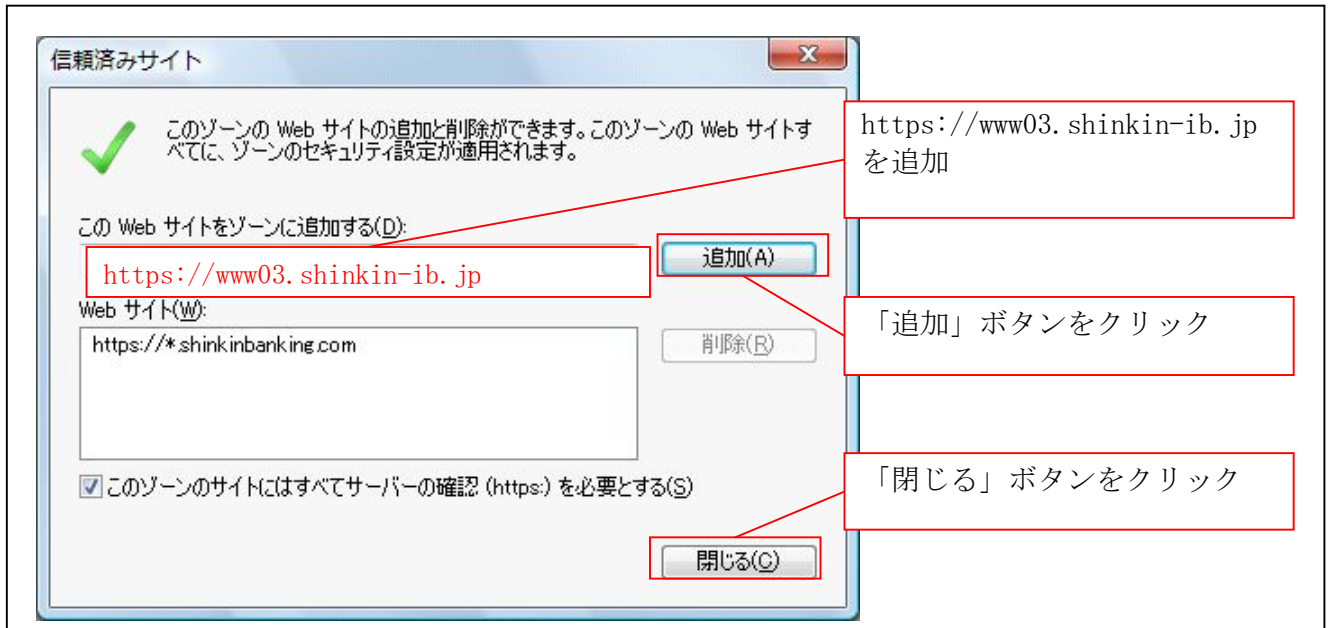 信頼済みサイト
x
このゾーンの Web サイトの追加と削除ができます。このゾーンの Web サイトす
べてに、ゾーンのセキュリティ設定が適用されます。
https://www03.shinkin-ib.jp
を追加
この Web サイトをゾーンに追加する(D):
https://www03.shinkin-ib.jp
追加(A)
「追加」ボタンをクリック
Web サイト(W):
https://*.shinkinbanking.com
削除(R)
「閉じる」ボタンをクリック
このゾーンのサイトにはすべてサーバーの確認 (https:) を必要とする(S)
閉じる(C)